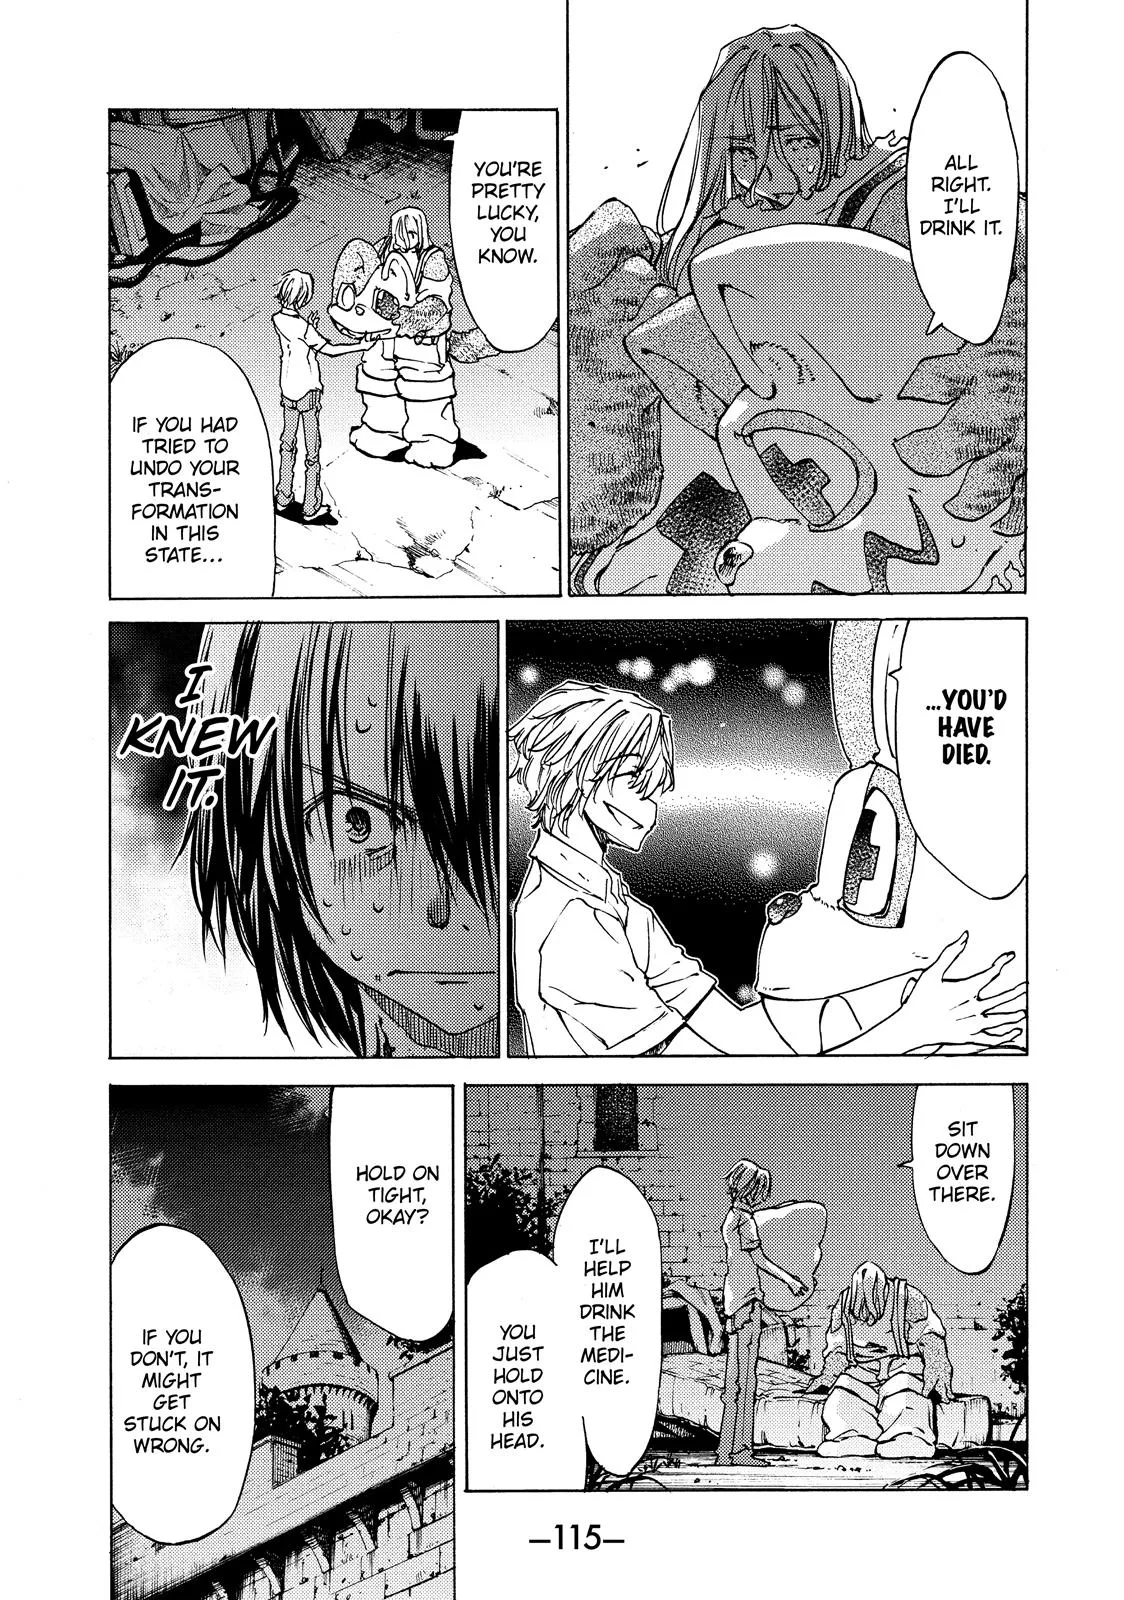 ALL
RIGHT.
I'LL
DRINK IT.
YOU'RE
PRETTY
LUCKY,
YOU
KNOW.
IF YOU HAD
TRIED TO
UNDO YOUR
TRANS-
FORMATION
IN THIS
STATE...
...YOU'D
HAVE
DIED.
I
KNEW
IT.
SIT
DOWN
OVER
THERE.
I'LL
HELP
HIM
DRINK
THE
MEDI-
CINE.
YOU
JUST
HOLD
ONTO
HIS
HEAD.
HOLD ON
TIGHT,
OKAY?
IF YOU
DON'T, IT
MIGHT
GET
STUCK ON
WRONG.
—115—